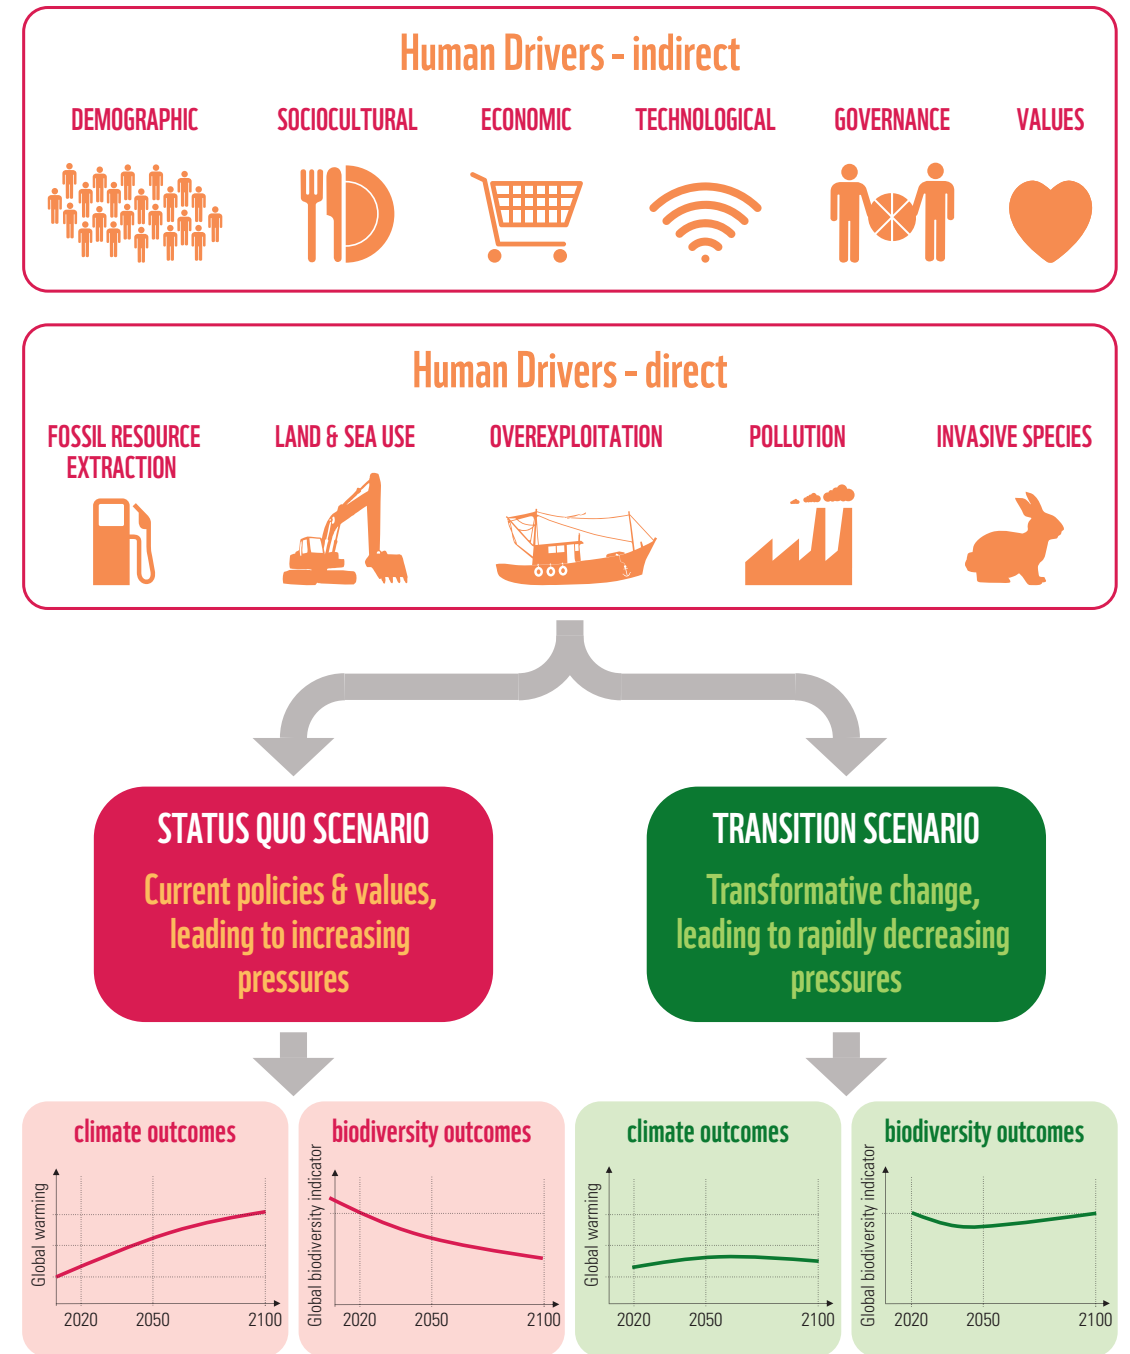 Human Drivers – indirect
DEMOGRAPHIC
SOCIOCULTURAL
ECONOMIC
TECHNOLOGICAL
GOVERNANCE
VALUES
Human Drivers – direct
FOSSIL RESOURCE
EXTRACTION
LAND & SEA USE
OVEREXPLOITATION
POLLUTION
INVASIVE SPECIES
STATUS QUO SCENARIO
Current policies & values,
leading to increasing
pressures
TRANSITION SCENARIO
Transformative change,
leading to rapidly decreasing
pressures
climate outcomes
Global warming
2020 2050 2100
biodiversity outcomes
Global biodiversity indicator
2020 2050 2100
climate outcomes
Global warming
2020 2050 2100
biodiversity outcomes
Global biodiversity indicator
2020 2050 2100